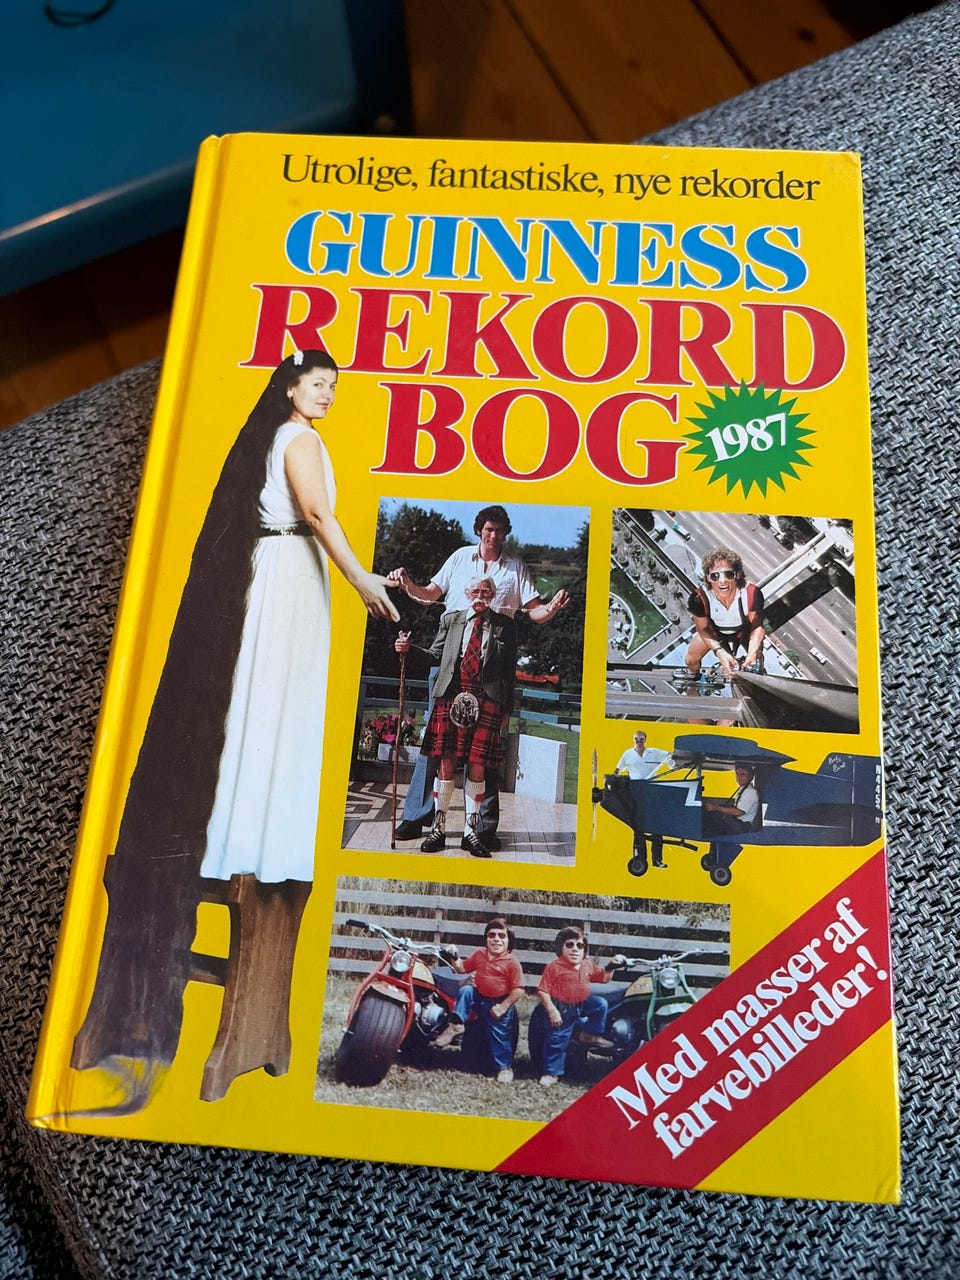 Utrolige, fantastiske, nye rekorder
GUINNESS
REKORD
BOG
1987
Med masser af
farvebilleder!